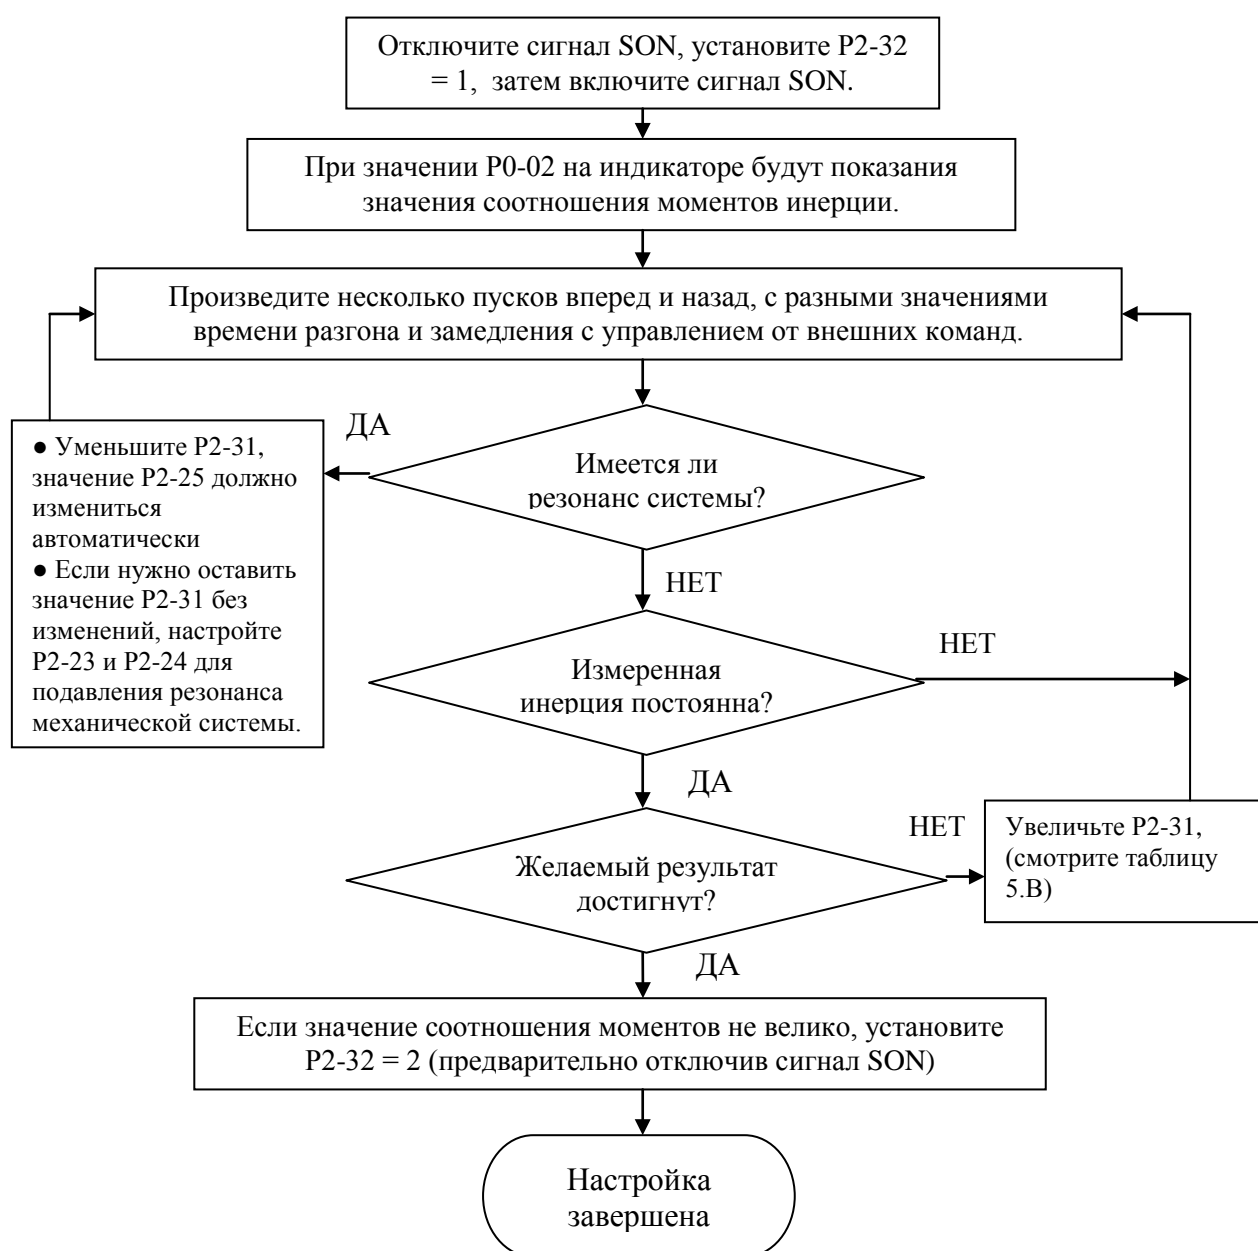 Отключите сигнал SON, установите P2-32
= 1,  затем включите сигнал SON.
При значении P0-02 на индикаторе будут показания
значения соотношения моментов инерции.
Произведите несколько пусков вперед и назад, с разными значениями
времени разгона и замедления с управлением от внешних команд.
ДА
● Уменьшите P2-31,
значение P2-25 должно
измениться
автоматически
● Если нужно оставить
значение P2-31 без
изменений, настройте
P2-23 и P2-24 для
подавления резонанса
механической системы.
Имеется ли
резонанс системы?
НЕТ
Измеренная
инерция постоянна?
НЕТ
ДА
Желаемый результат
достигнут?
НЕТ
Увеличьте P2-31,
(смотрите таблицу
5.B)
ДА
Если значение соотношения моментов не велико, установите
P2-32 = 2 (предварительно отключив сигнал SON)
Настройка
завершена